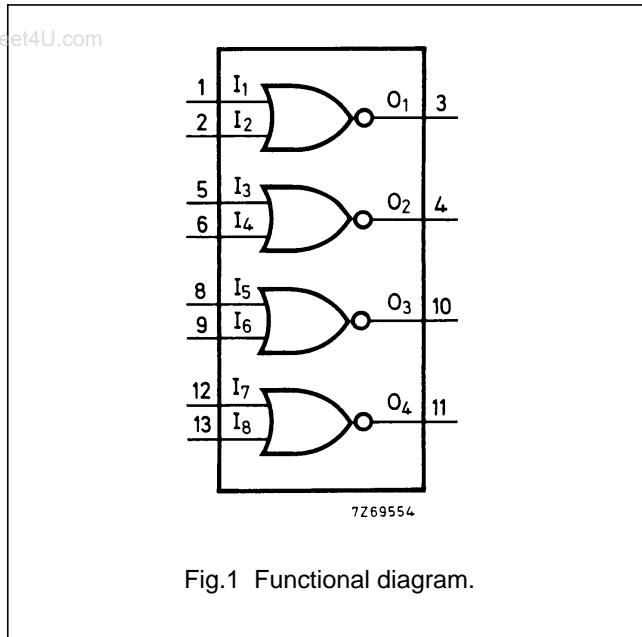 eet4U.com
1 I1 O1 3
2 I2
5 I3 O2 4
6 I4
8 I5 O3 10
9 I6
12 I7 O4 11
13 I8
7Z69554
Fig.1 Functional diagram.